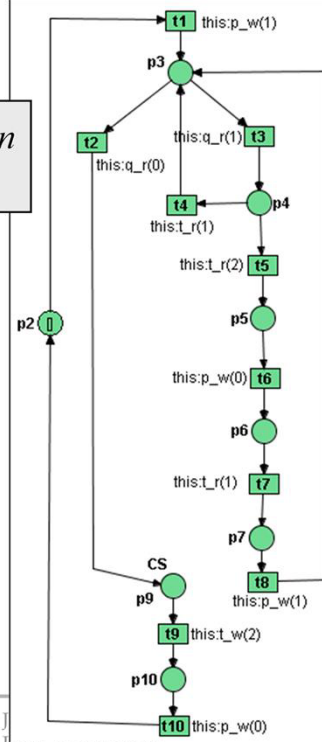 t1 this:p_w(1)
p3
n
t2
this:q_r(1) t3
this:q_r(0)
t4
p4
this:t_r(1)
t5
this:t_r(2)
p2
p5
this:p_w(0) t6
p6
this:t_r(1) t7
p7
CS
t8
p9
this:p_w(1)
t9 this:t_w(2)
p10
t10 this:p_w(0)